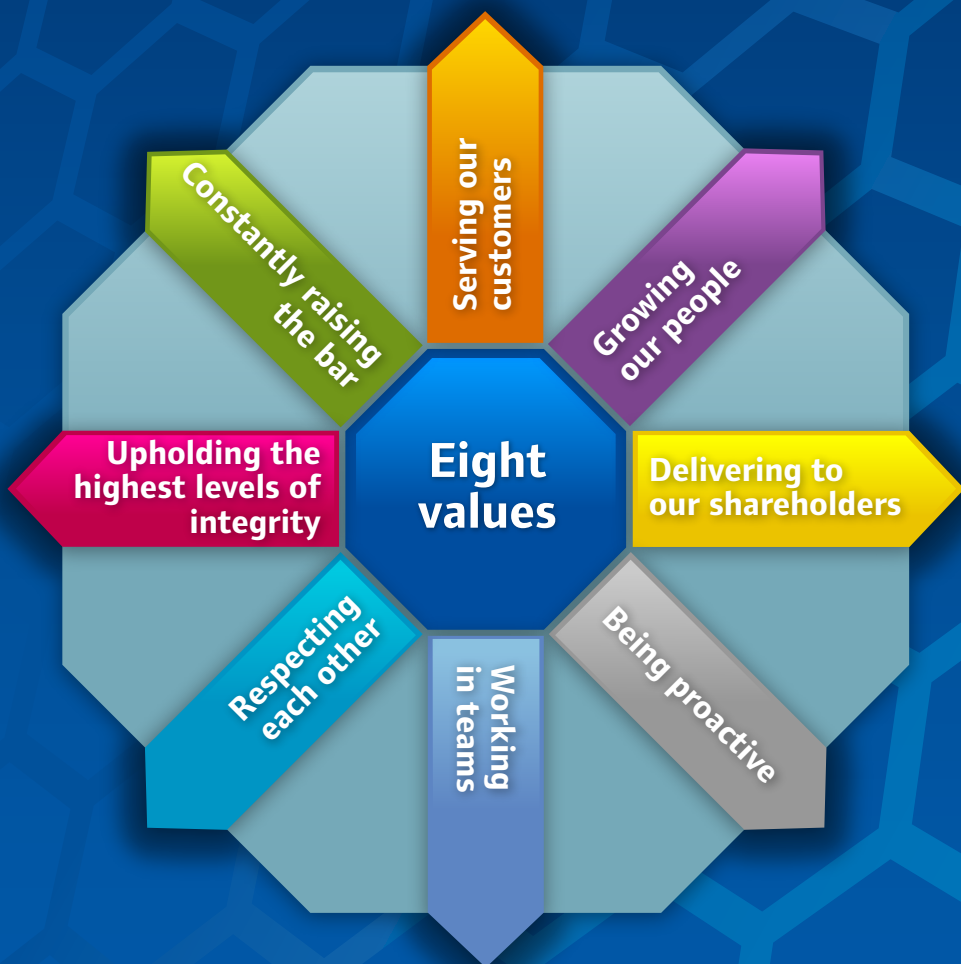 Eight
values
Serving our
customers
Growing
our people
Delivering to
our shareholders
Being proactive
Working
in teams
Respecting
each other
Upholding the
highest levels of
integrity
Constantly raising
the bar